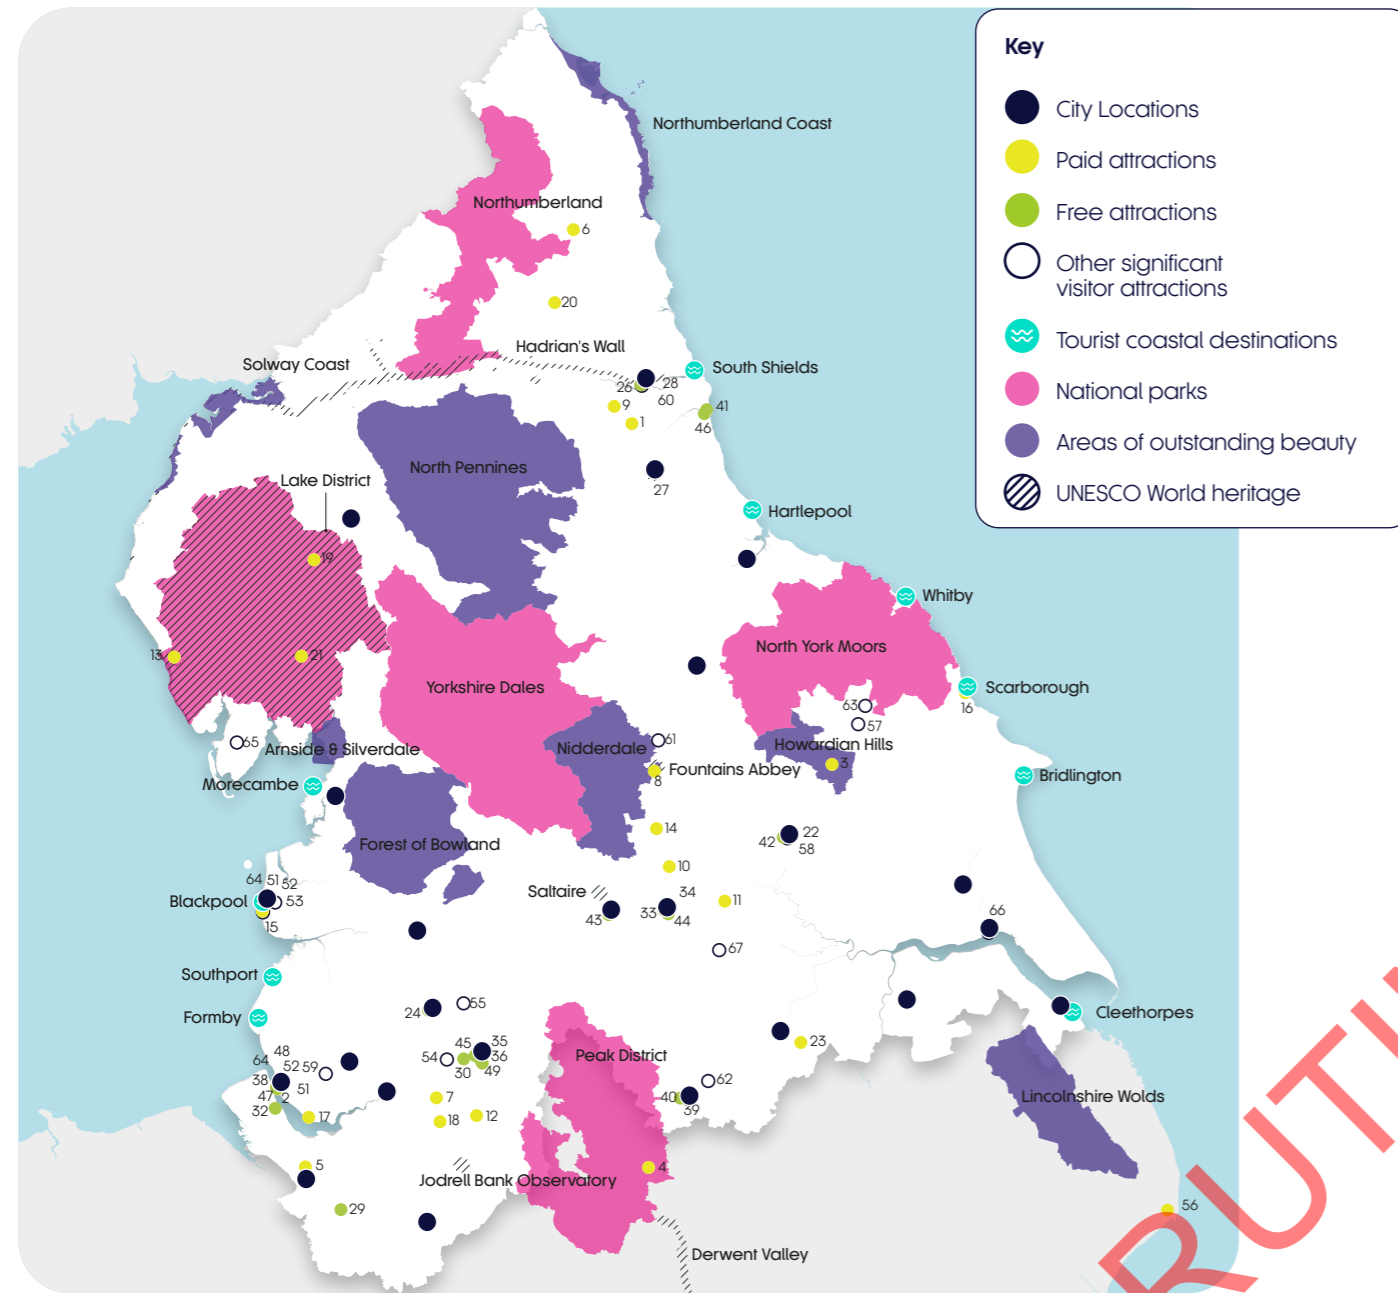 Key
City Locations
Paid attractions
Free attractions
Other significant
visitor attractions
Tourist coastal destinations
National parks
Areas of outstanding beauty
UNESCO World heritage
Northumberland Coast
Northumberland
6
20
Hadrian's Wall
Solway Coast
South Shields
26
28
60
9
1
41
46
North Pennines
27
Lake District
Hartlepool
19
Whitby
13
21
North York Moors
Yorkshire Dales
Scarborough
16
63
57
65
Arnside & Silverdale
Nidderdale
61
Howardian Hills
3
Fountains Abbey
8
Morecambe
Bridlington
14
42
22
58
Forest of Bowland
10
64
51
52
Saltaire
34
11
Blackpool
53
43
33
44
15
66
67
Southport
Formby
24
55
Cleethorpes
23
48
64
52
59
38
47
2
51
32
17
45
35
54
36
30
49
Peak District
62
40
39
7
18
12
Lincolnshire Wolds
5
Jodrell Bank Observatory
4
29
56
Derwent Valley
RUTI